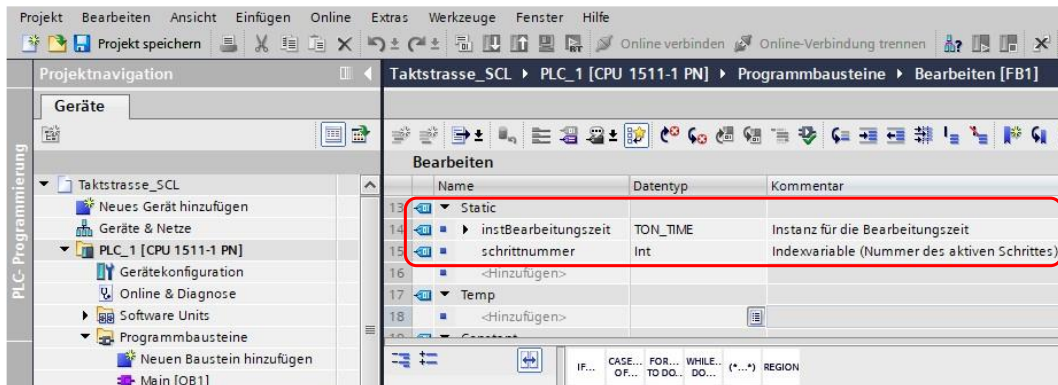 Projekt Bearbeiten Ansicht Einfügen Online Extras Werkzeuge Fenster Hilfe
Projekt speichern Online verbinden Online-Verbindung trennen
Projektnavigation
Taktstrasse_SCL PLC_1 [CPU 1511-1 PN] Programmbausteine Bearbeiten [FB1]
Geräte
PLC-Programmierung
Bearbeiten
Name Datentyp Kommentar
13 Static
14 instBearbeitungszeit TON_TIME Instanz für die Bearbeitungszeit
15 schrittnummer Int Indexvariable (Nummer des aktiven Schrittes)
16 <Hinzufügen>
17 Temp
18 <Hinzufügen>
Taktstrasse_SCL
Neues Gerät hinzufügen
Geräte & Netze
PLC_1 [CPU 1511-1 PN]
Gerätekonfiguration
Online & Diagnose
Software Units
Programmbausteine
Neuen Baustein hinzufügen
Main [OB1]
IF... CASE... OF... FOR... TO DO... WHILE... DO... (*...*) REGION